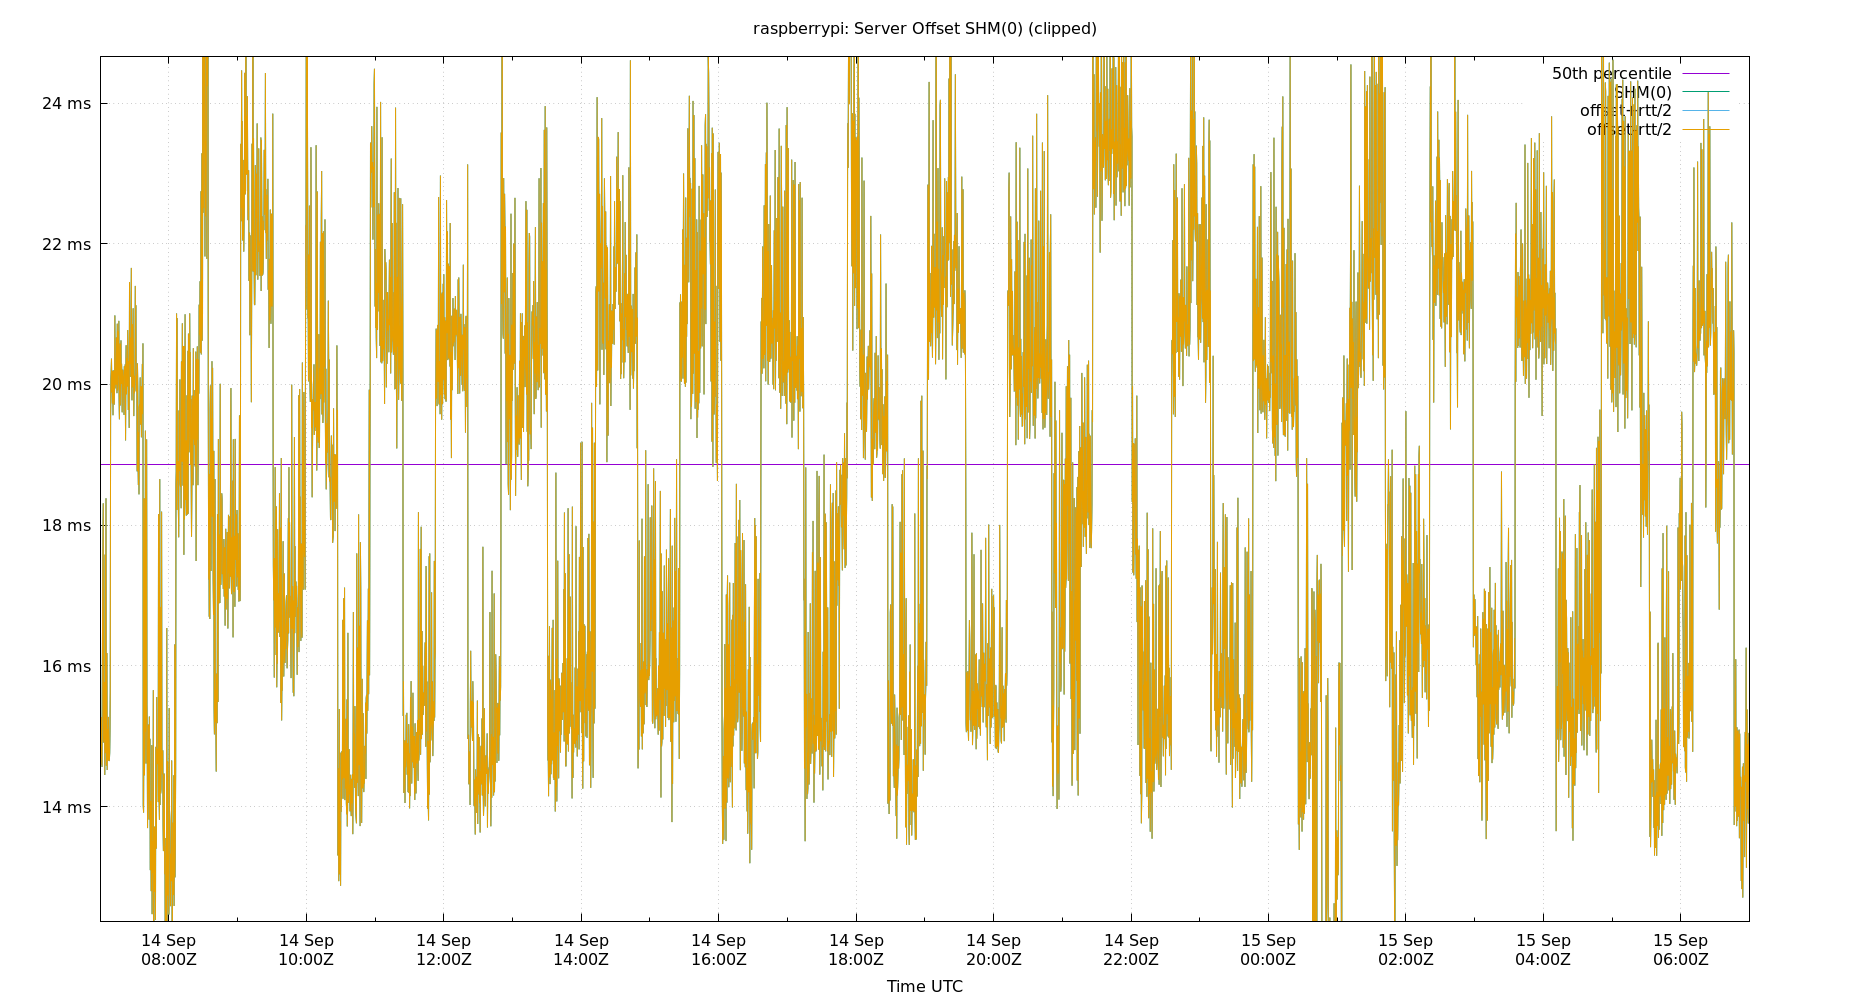 raspberrypi: Server Offset SHM(0) (clipped)
50th percentile
SHM(0)
offset+rtt/2
offset-rtt/2
24 ms
22 ms
20 ms
18 ms
16 ms
14 ms
14 Sep 14 Sep 14 Sep 14 Sep 14 Sep 14 Sep 14 Sep 14 Sep 15 Sep 15 Sep 15 Sep 15 Sep
08:00Z 10:00Z 12:00Z 14:00Z 16:00Z 18:00Z 20:00Z 22:00Z 00:00Z 02:00Z 04:00Z 06:00Z
Time UTC